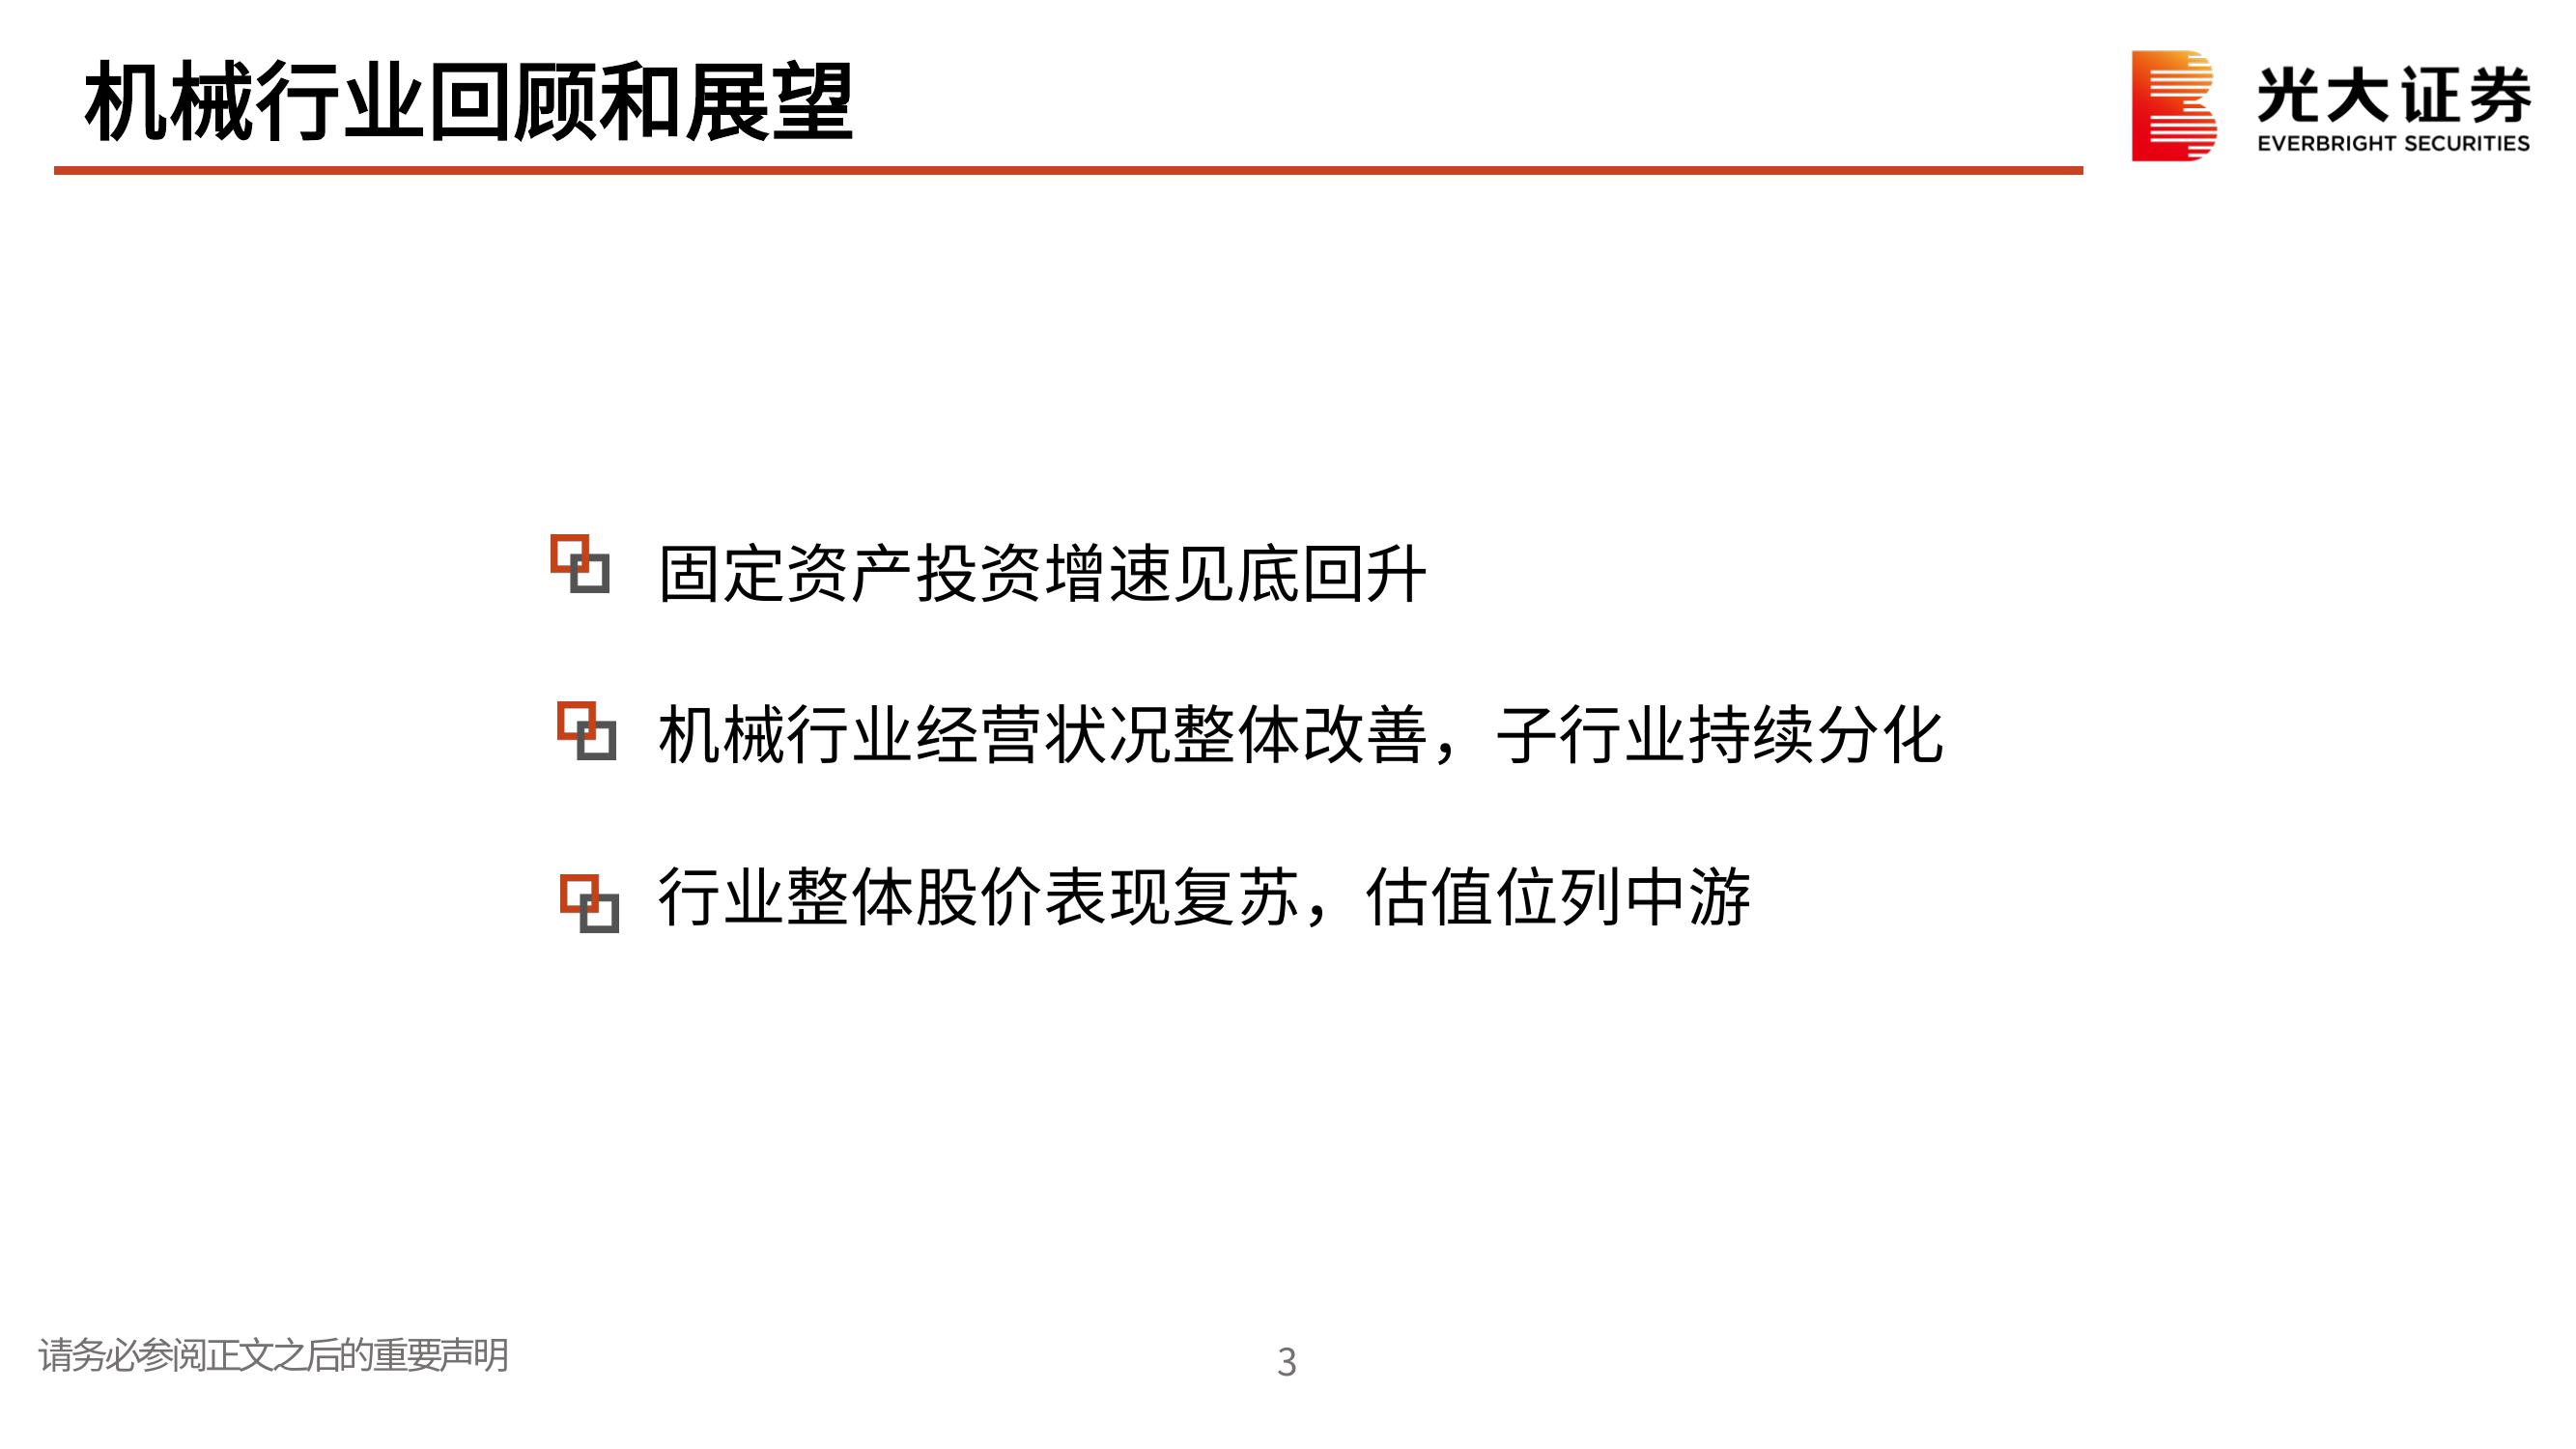 机械行业回顾和展望
光大证券
EVERBRIGHT SECURITIES
固定资产投资增速见底回升
机械行业经营状况整体改善，子行业持续分化
行业整体股价表现复苏，估值位列中游
请务必参阅正文之后的重要声明
3